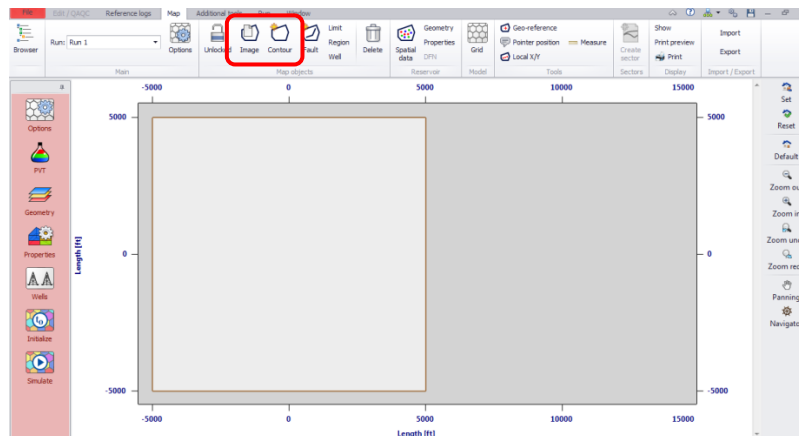 File Edit / QAQC Reference logs Map Additional tools Run Window
Browser
Run: Run 1
Options
Main
Unlocked
Image
Contour
Fault
Limit
Region
Well
Delete
Map objects
Spatial data
Geometry
Properties
DFN
Reservoir
Grid
Model
Geo-reference
Pointer position
Measure
Local X/Y
Tools
Create sector
Sectors
Show
Print preview
Print
Display
Import
Export
Import / Export
Options
PVT
Geometry
Properties
Wells
Initialize
Simulate
-5000 0 5000 10000 15000
5000 5000
0 0
-5000 -5000
Length [ft]
-5000 0 5000 10000 15000
Length [ft]
Set
Reset
Default
Zoom ou
Zoom in
Zoom und
Zoom red
Panning
Navigato